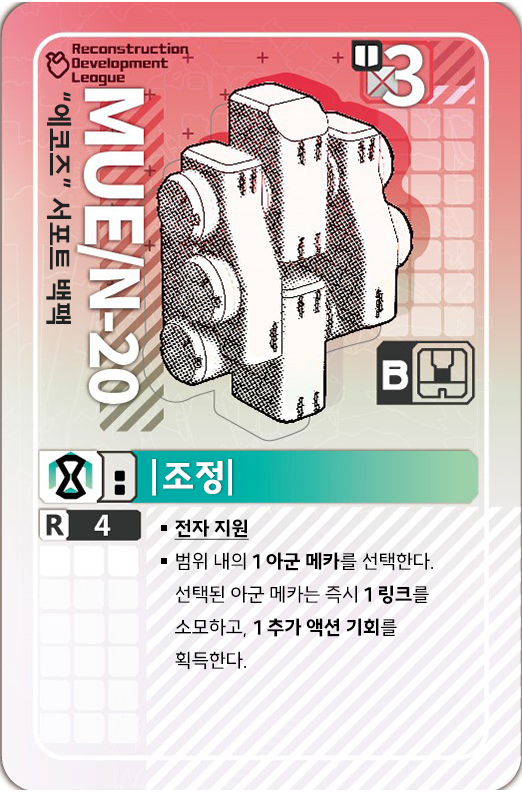 Reconstruction
Development
League
3
MUE/N-20
"에코즈" 서포트 백팩
B
|조정|
R 4
▪ 전자 지원
▪ 범위 내의 1 아군 메카를 선택한다.
선택된 아군 메카는 즉시 1 링크를
소모하고, 1 추가 액션 기회를
획득한다.